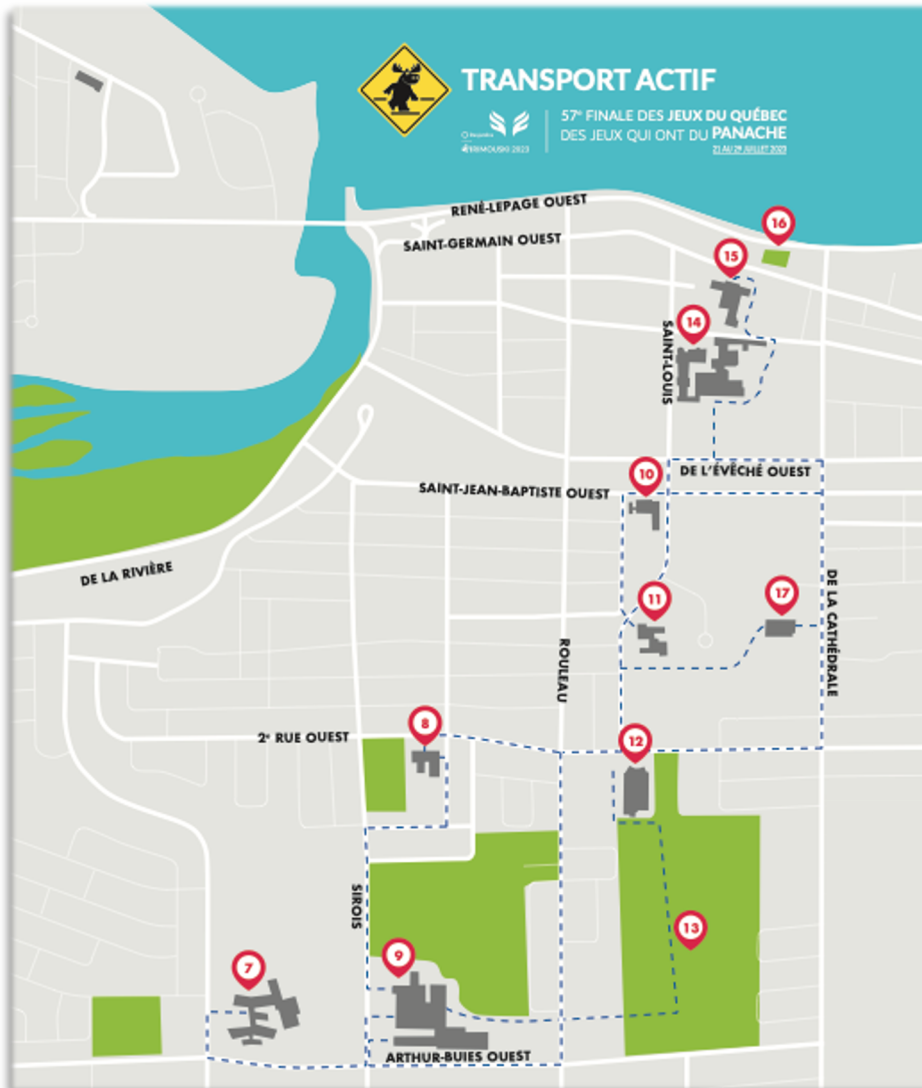 TRANSPORT ACTIF
57e FINALE DES JEUX DU QUÉBEC
DES JEUX QUI ONT DU PANACHE
21 AU 29 JUILLET 2023
RIMOUSKI 2023
RENÉ-LEPAGE OUEST
SAINT-GERMAIN OUEST
16
15
14
SAINT-LOUIS
10
DE L'ÉVÊCHÉ OUEST
SAINT-JEAN-BAPTISTE OUEST
DE LA RIVIÈRE
11
17
DE LA CATHÉDRALE
ROULEAU
8
2e RUE OUEST
12
SIROIS
13
9
7
ARTHUR-BUIES OUEST